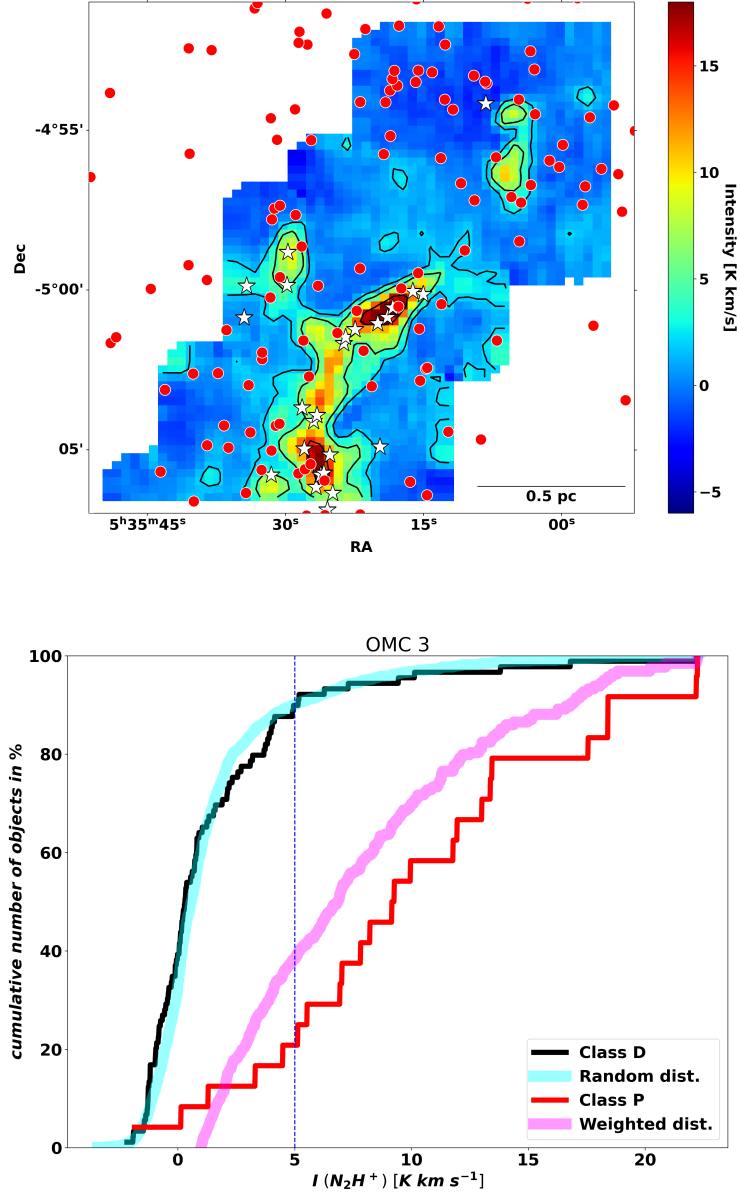 15
-4°55'
10
Dec
-5°00'
5
Intensity [K km/s]
0
05'
0.5 pc
−5
5ʰ35ᵐ45ˢ 30ˢ 15ˢ 00ˢ
RA
OMC 3
100
80
60
40
20
0
cumulative number of objects in %
Class D
Random dist.
Class P
Weighted dist.
0 5 10 15 20
I (N₂H⁺) [K km s⁻¹]